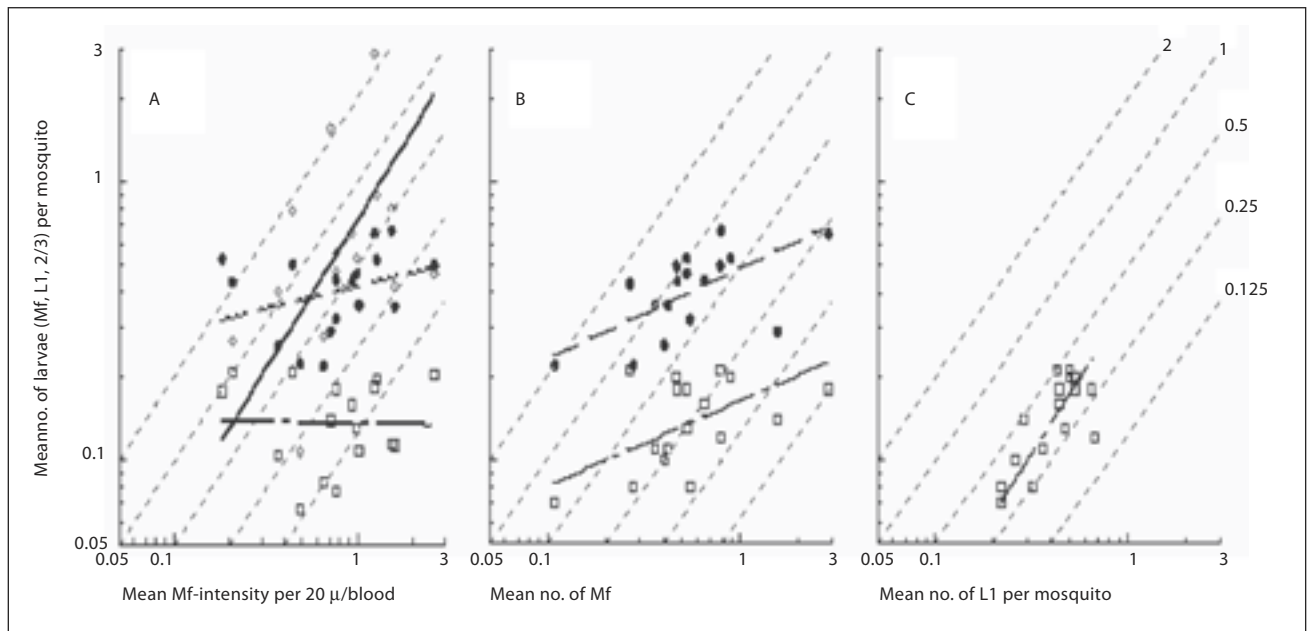 A
B
C
3
1
0.1
0.05
Meanno. of larvae (Mf, L1, 2/3) per mosquito
2
1
0.5
0.25
0.125
0.05 0.1 1 3
0.05 0.1 1 3
0.05 0.1 1 3
Mean Mf-intensity per 20 µ/blood
Mean no. of Mf
Mean no. of L1 per mosquito